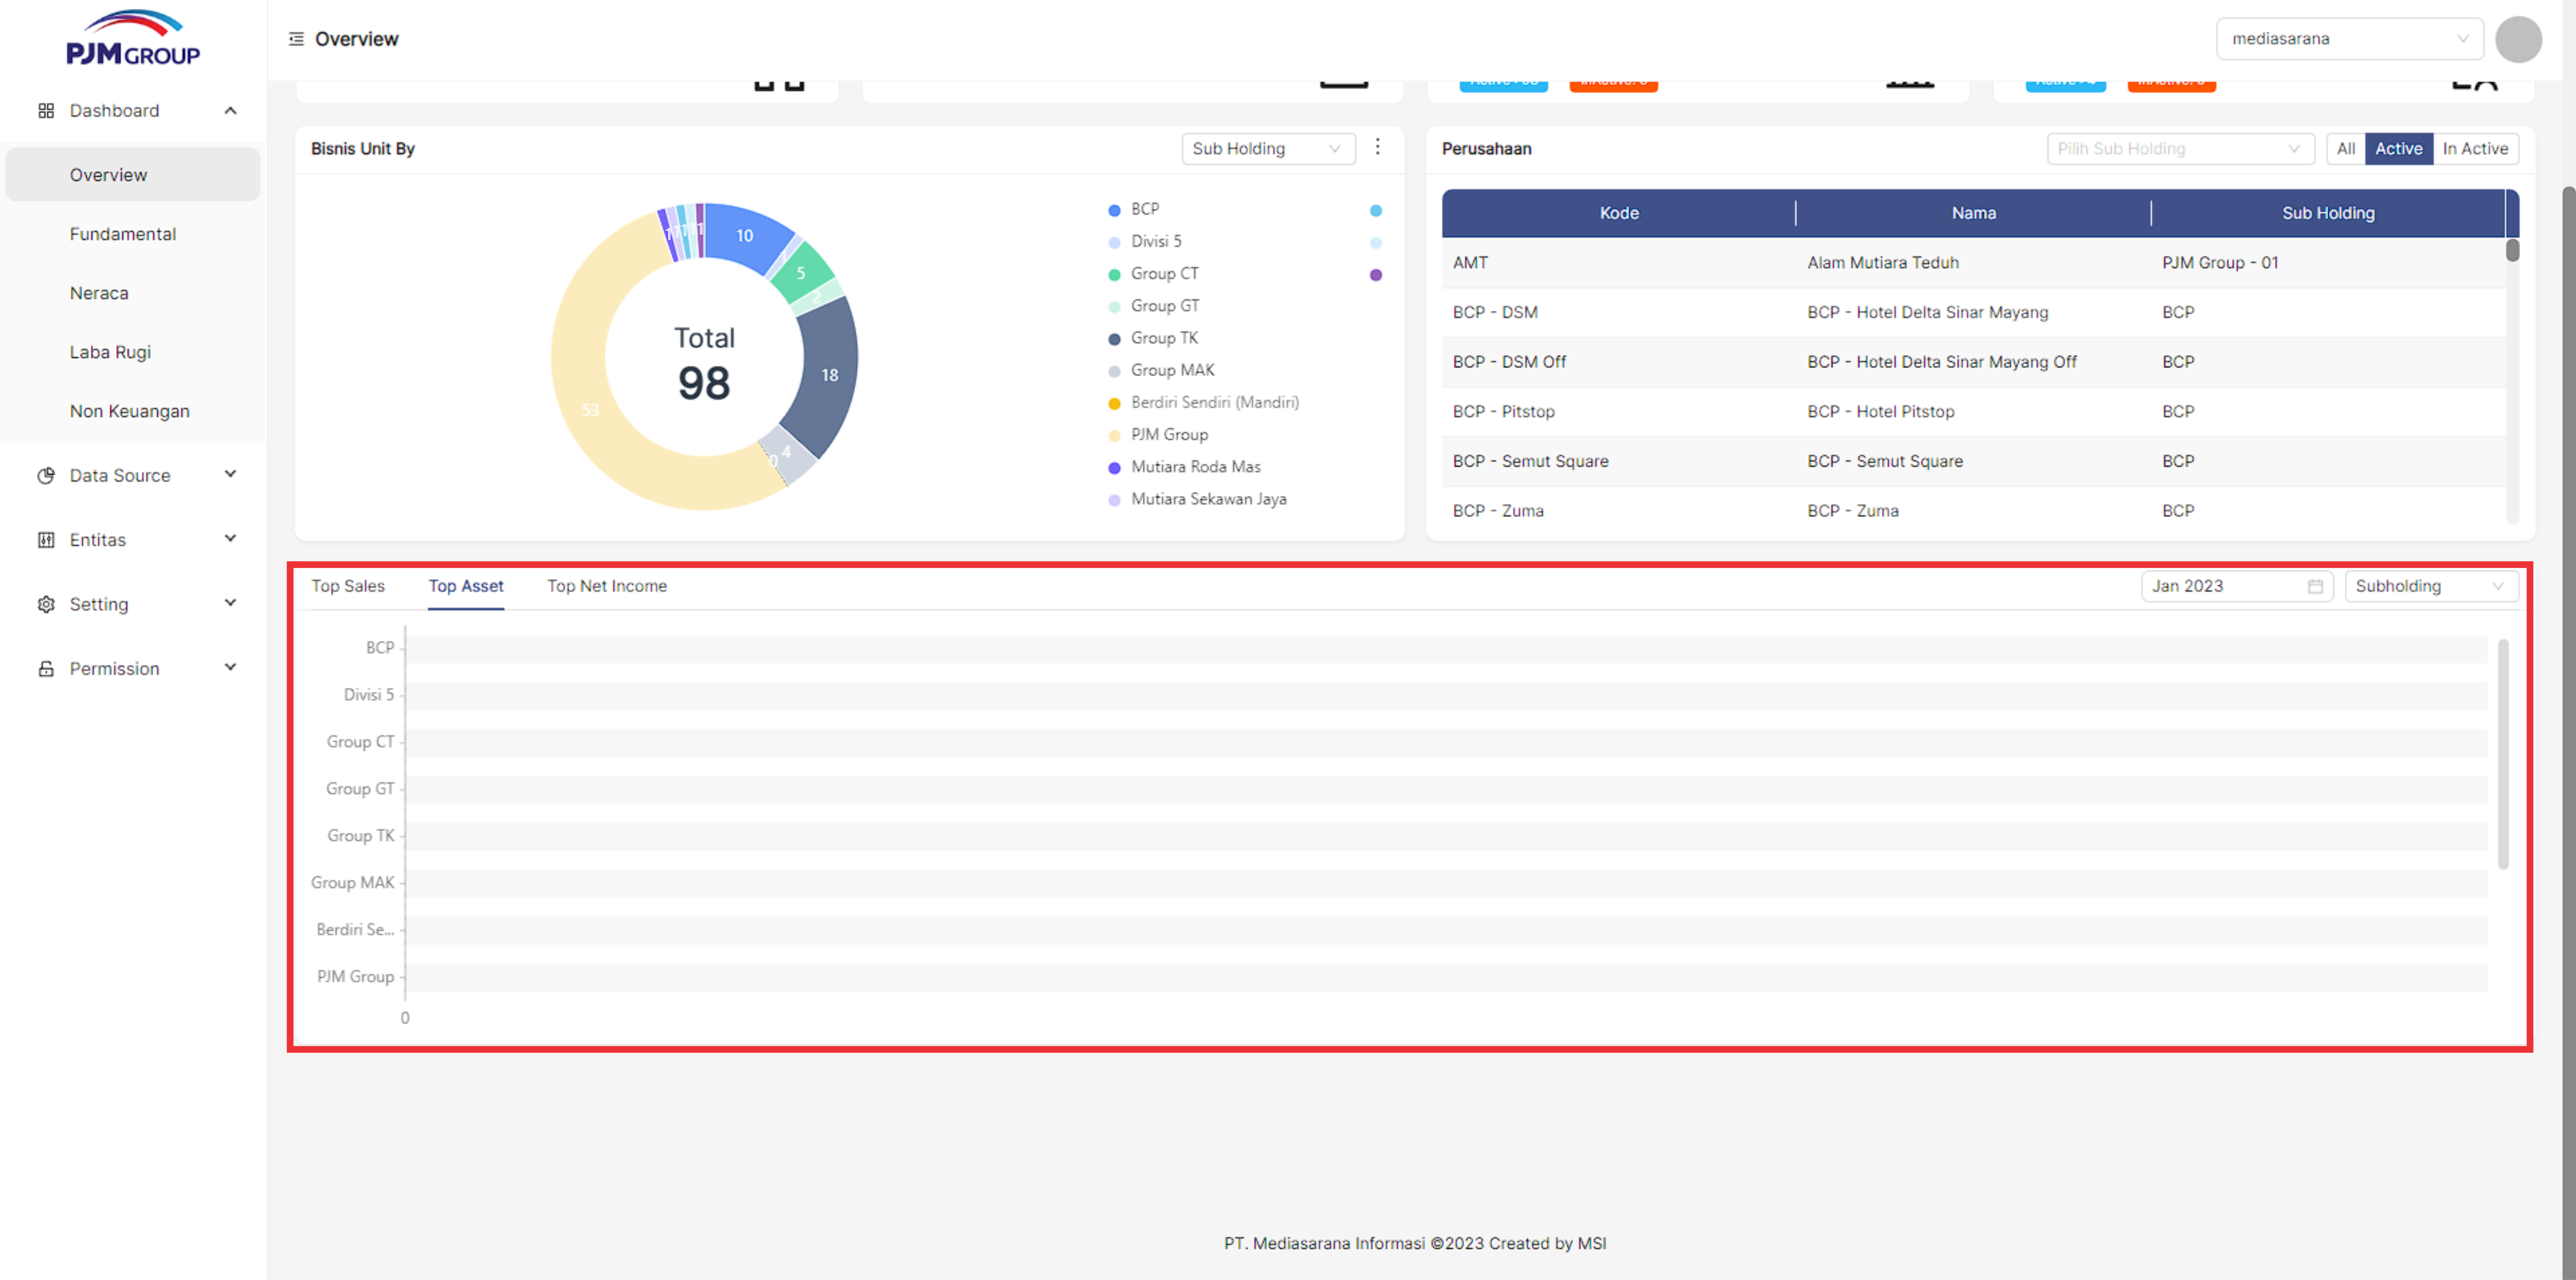 PJM GROUP
Overview
mediasarana
Dashboard
Overview
Fundamental
Neraca
Laba Rugi
Non Keuangan
Data Source
Entitas
Setting
Permission
Bisnis Unit By
Sub Holding
10
5
2
18
4
0
53
1
1
1
1
1
Total
98
BCP
Divisi 5
Group CT
Group GT
Group TK
Group MAK
Berdiri Sendiri (Mandiri)
PJM Group
Mutiara Roda Mas
Mutiara Sekawan Jaya
Perusahaan
Pilih Sub Holding
All Active In Active
Kode Nama Sub Holding
AMT Alam Mutiara Teduh PJM Group - 01
BCP - DSM BCP - Hotel Delta Sinar Mayang BCP
BCP - DSM Off BCP - Hotel Delta Sinar Mayang Off BCP
BCP - Pitstop BCP - Hotel Pitstop BCP
BCP - Semut Square BCP - Semut Square BCP
BCP - Zuma BCP - Zuma BCP
Top Sales Top Asset Top Net Income
Jan 2023 Subholding
BCP
Divisi 5
Group CT
Group GT
Group TK
Group MAK
Berdiri Se...
PJM Group
0
PT. Mediasarana Informasi ©2023 Created by MSI